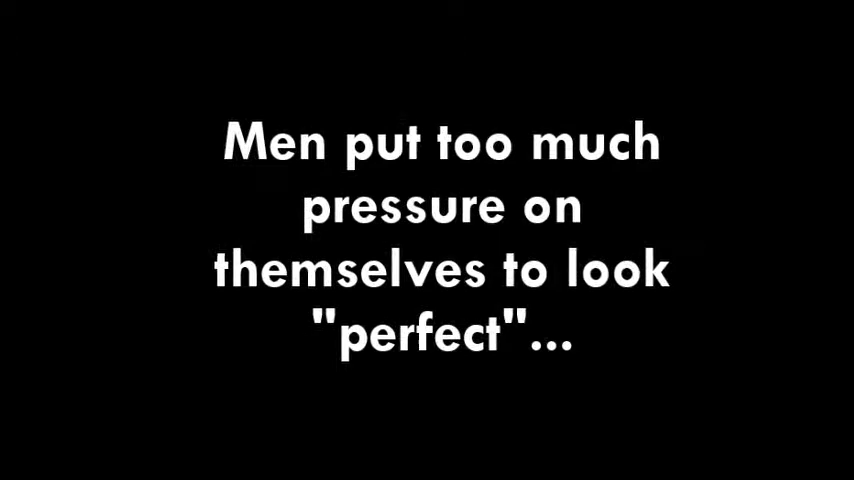 Men put too much
pressure on
themselves to look
"perfect"...